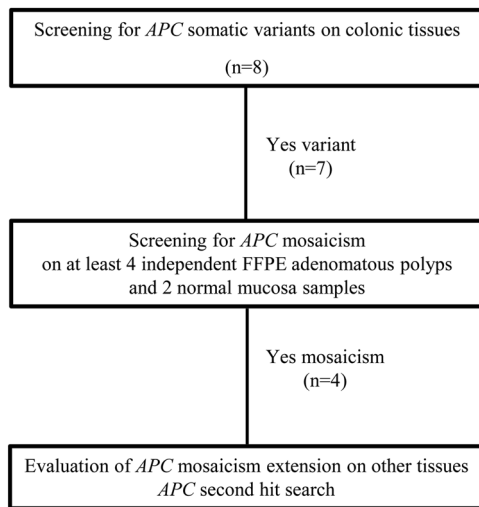 Screening for APC somatic variants on colonic tissues
(n=8)
Yes variant
(n=7)
Screening for APC mosaicism
on at least 4 independent FFPE adenomatous polyps
and 2 normal mucosa samples
Yes mosaicism
(n=4)
Evaluation of APC mosaicism extension on other tissues
APC second hit search